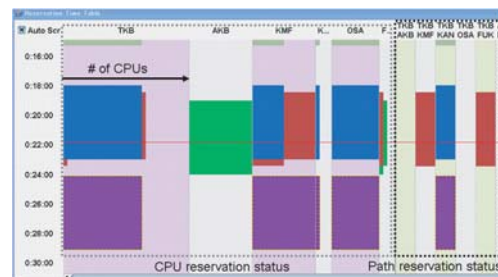 Reservation Time Table
Auto Scr
TKB AKB KMF K... OSA F...
TKB TKB TKB TKB TKB
AKB KMF KAN OSA FUK
0:16:00
0:18:00
# of CPUs
0:20:00
0:22:00
0:24:00
0:26:00
0:28:00
0:30:00
CPU reservation status
Path reservation status